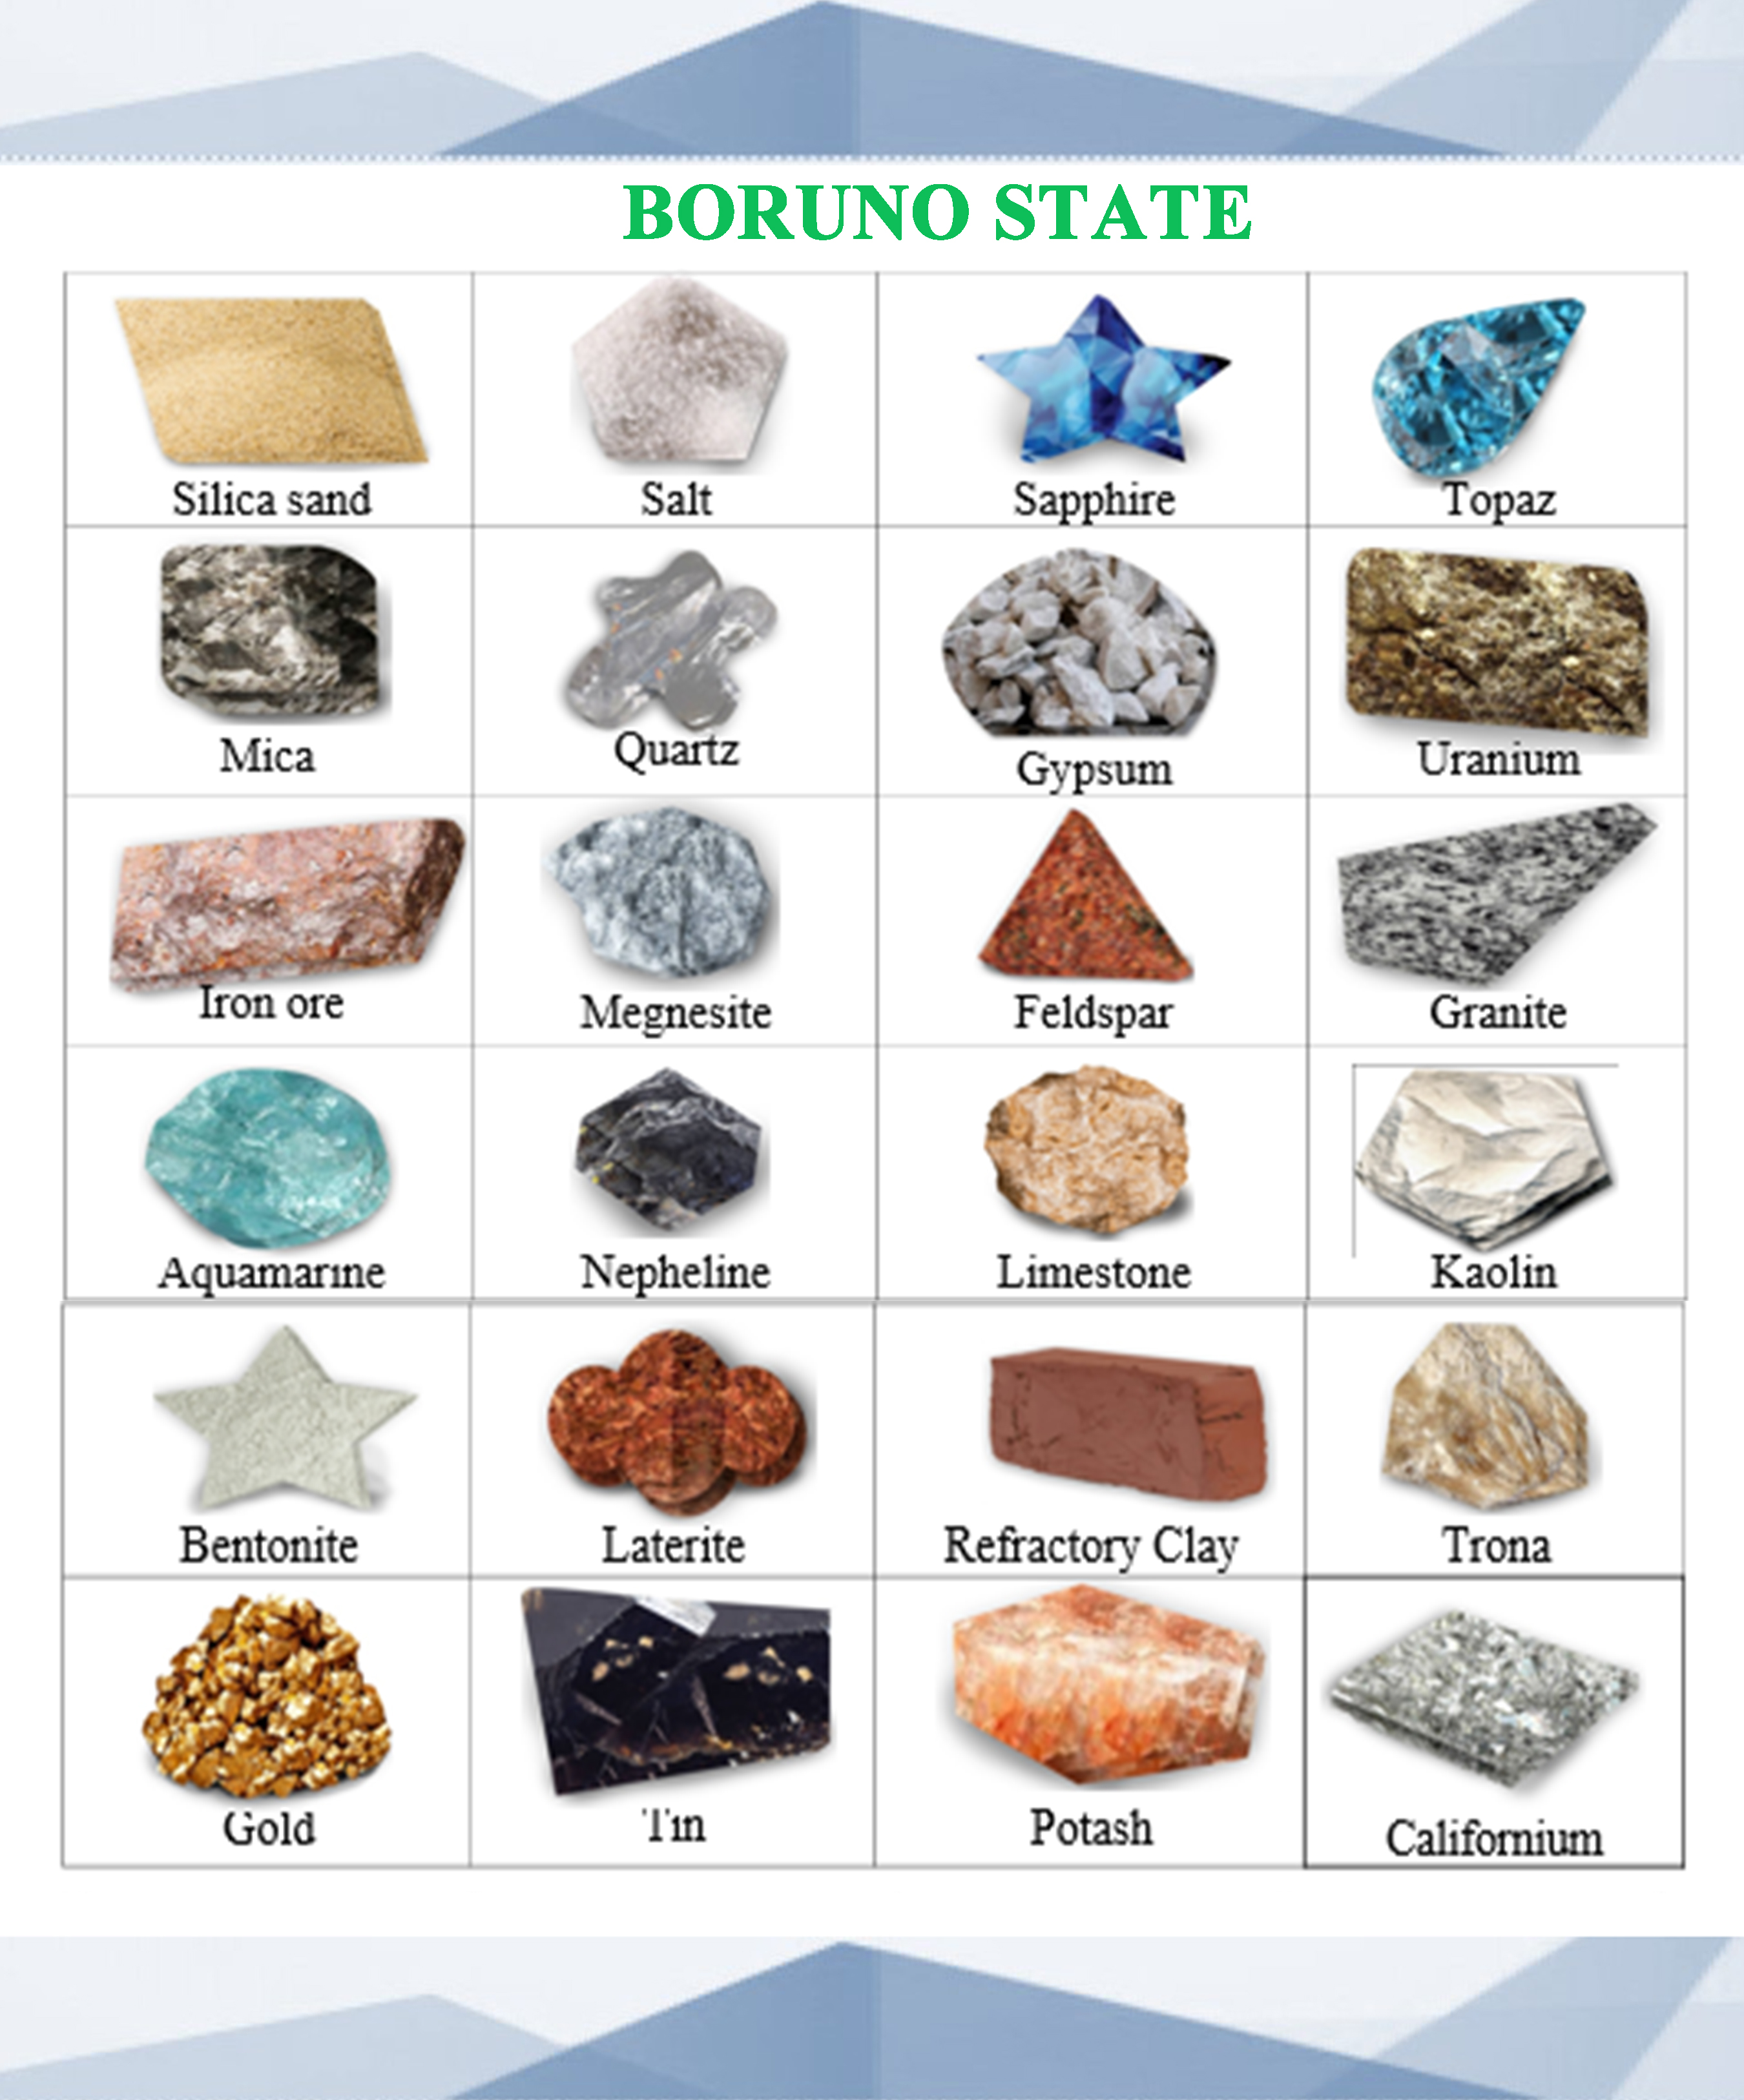 BORUNO STATE
Silica sand
Salt
Sapphire
Topaz
Mica
Quartz
Gypsum
Uranium
Iron ore
Megnesite
Feldspar
Granite
Aquamarine
Nepheline
Limestone
Kaolin
Bentonite
Laterite
Refractory Clay
Trona
Gold
Tin
Potash
Californium